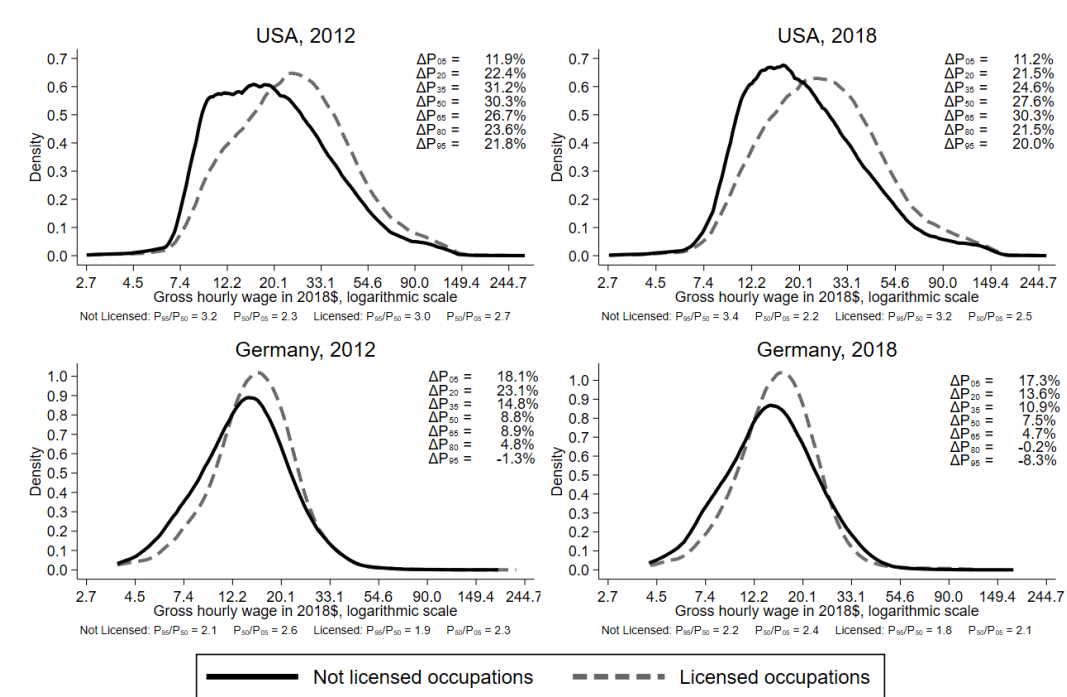 USA, 2012
ΔP₀₅ = 11.9%
ΔP₂₀ = 22.4%
ΔP₃₅ = 31.2%
ΔP₅₀ = 30.3%
ΔP₆₅ = 26.7%
ΔP₈₀ = 23.6%
ΔP₉₅ = 21.8%
Density
0.7
0.6
0.5
0.4
0.3
0.2
0.1
0.0
2.7 4.5 7.4 12.2 20.1 33.1 54.6 90.0 149.4 244.7
Gross hourly wage in 2018$, logarithmic scale
Not Licensed: P₉₅/P₅₀ = 3.2 P₅₀/P₀₅ = 2.3 Licensed: P₉₅/P₅₀ = 3.0 P₅₀/P₀₅ = 2.7
USA, 2018
ΔP₀₅ = 11.2%
ΔP₂₀ = 21.5%
ΔP₃₅ = 24.6%
ΔP₅₀ = 27.6%
ΔP₆₅ = 30.3%
ΔP₈₀ = 21.5%
ΔP₉₅ = 20.0%
Density
0.7
0.6
0.5
0.4
0.3
0.2
0.1
0.0
2.7 4.5 7.4 12.2 20.1 33.1 54.6 90.0 149.4 244.7
Gross hourly wage in 2018$, logarithmic scale
Not Licensed: P₉₅/P₅₀ = 3.4 P₅₀/P₀₅ = 2.2 Licensed: P₉₅/P₅₀ = 3.2 P₅₀/P₀₅ = 2.5
Germany, 2012
ΔP₀₅ = 18.1%
ΔP₂₀ = 23.1%
ΔP₃₅ = 14.8%
ΔP₅₀ = 8.8%
ΔP₆₅ = 8.9%
ΔP₈₀ = 4.8%
ΔP₉₅ = -1.3%
Density
1.0
0.9
0.8
0.7
0.6
0.5
0.4
0.3
0.2
0.1
0.0
2.7 4.5 7.4 12.2 20.1 33.1 54.6 90.0 149.4 244.7
Gross hourly wage in 2018$, logarithmic scale
Not Licensed: P₉₅/P₅₀ = 2.1 P₅₀/P₀₅ = 2.6 Licensed: P₉₅/P₅₀ = 1.9 P₅₀/P₀₅ = 2.3
Germany, 2018
ΔP₀₅ = 17.3%
ΔP₂₀ = 13.6%
ΔP₃₅ = 10.9%
ΔP₅₀ = 7.5%
ΔP₆₅ = 4.7%
ΔP₈₀ = -0.2%
ΔP₉₅ = -8.3%
Density
1.0
0.9
0.8
0.7
0.6
0.5
0.4
0.3
0.2
0.1
0.0
2.7 4.5 7.4 12.2 20.1 33.1 54.6 90.0 149.4 244.7
Gross hourly wage in 2018$, logarithmic scale
Not Licensed: P₉₅/P₅₀ = 2.2 P₅₀/P₀₅ = 2.4 Licensed: P₉₅/P₅₀ = 1.8 P₅₀/P₀₅ = 2.1
Not licensed occupations Licensed occupations